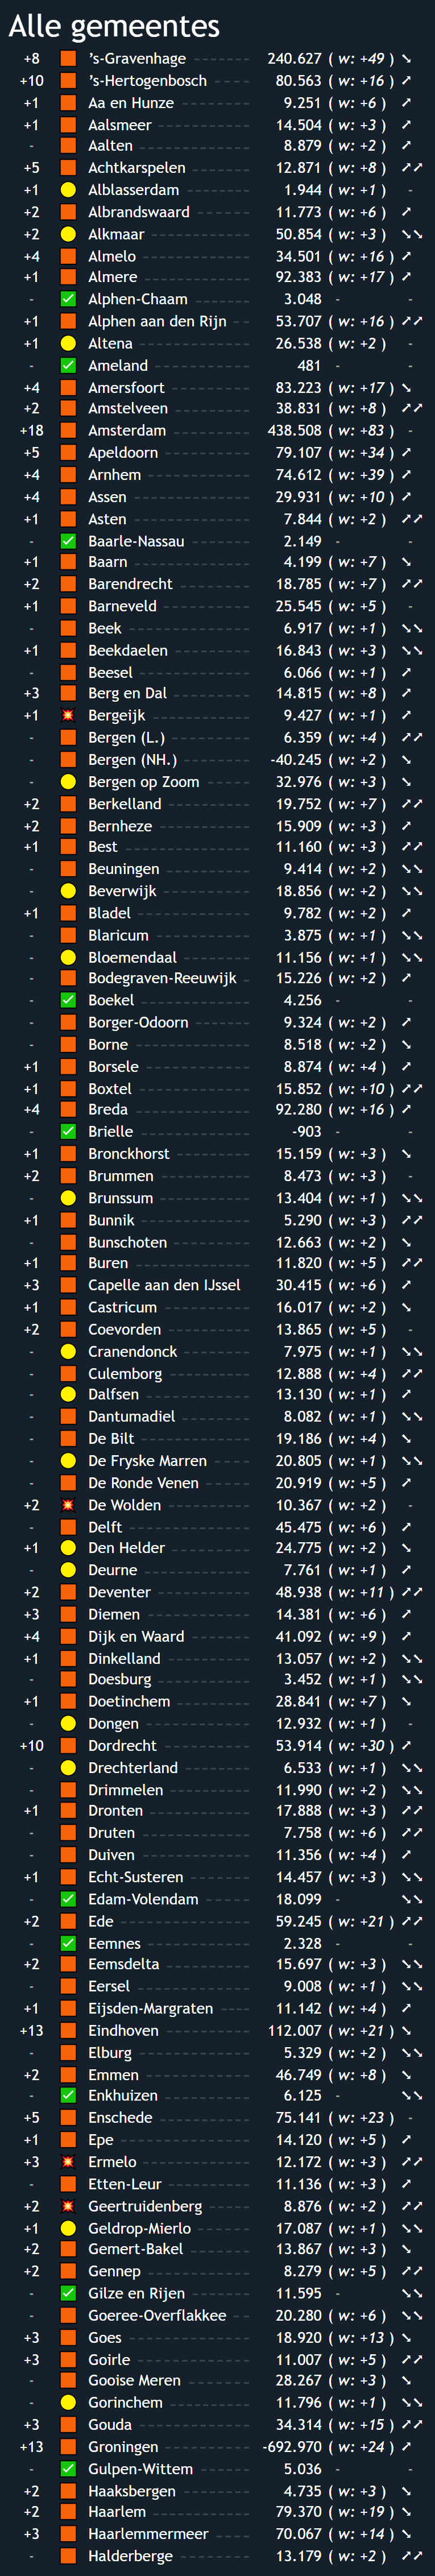 Alle gemeentes
+8 's-Gravenhage 240.627 ( w: +49 )
+10 's-Hertogenbosch 80.563 ( w: +16 )
+1 Aa en Hunze 9.251 ( w: +6 )
+1 Aalsmeer 14.504 ( w: +3 )
- Aalten 8.879 ( w: +2 )
+5 Achtkarspelen 12.871 ( w: +8 )
+1 Alblasserdam 1.944 ( w: +1 ) -
+2 Albrandswaard 11.773 ( w: +6 )
+2 Alkmaar 50.854 ( w: +3 )
+4 Almelo 34.501 ( w: +16 )
+1 Almere 92.383 ( w: +17 )
- Alphen-Chaam 3.048 - -
+1 Alphen aan den Rijn 53.707 ( w: +16 )
+1 Altena 26.538 ( w: +2 ) -
- Ameland 481 - -
+4 Amersfoort 83.223 ( w: +17 )
+2 Amstelveen 38.831 ( w: +8 )
+18 Amsterdam 438.508 ( w: +83 ) -
+5 Apeldoorn 79.107 ( w: +34 )
+4 Arnhem 74.612 ( w: +39 )
+4 Assen 29.931 ( w: +10 )
+1 Asten 7.844 ( w: +2 )
- Baarle-Nassau 2.149 - -
+1 Baarn 4.199 ( w: +7 )
+2 Barendrecht 18.785 ( w: +7 )
+1 Barneveld 25.545 ( w: +5 ) -
- Beek 6.917 ( w: +1 )
+1 Beekdaelen 16.843 ( w: +3 )
- Beesel 6.066 ( w: +1 )
+3 Berg en Dal 14.815 ( w: +8 )
+1 Bergeijk 9.427 ( w: +1 )
- Bergen (L.) 6.359 ( w: +4 )
- Bergen (NH.) -40.245 ( w: +2 )
- Bergen op Zoom 32.976 ( w: +3 )
+2 Berkelland 19.752 ( w: +7 )
+2 Bernheze 15.909 ( w: +3 )
+1 Best 11.160 ( w: +3 )
- Beuningen 9.414 ( w: +2 )
- Beverwijk 18.856 ( w: +2 )
+1 Bladel 9.782 ( w: +2 )
- Blaricum 3.875 ( w: +1 )
- Bloemendaal 11.156 ( w: +1 )
- Bodegraven-Reeuwijk 15.226 ( w: +2 )
- Boekel 4.256 - -
- Borger-Odoorn 9.324 ( w: +2 )
- Borne 8.518 ( w: +2 )
+1 Borsele 8.874 ( w: +4 )
+1 Boxtel 15.852 ( w: +10 )
+4 Breda 92.280 ( w: +16 )
- Brielle -903 - -
+1 Bronckhorst 15.159 ( w: +3 )
+2 Brummen 8.473 ( w: +3 ) -
- Brunssum 13.404 ( w: +1 )
+1 Bunnik 5.290 ( w: +3 )
- Bunschoten 12.663 ( w: +2 )
+1 Buren 11.820 ( w: +5 )
+3 Capelle aan den IJssel 30.415 ( w: +6 )
+1 Castricum 16.017 ( w: +2 )
+2 Coevorden 13.865 ( w: +5 ) -
- Cranendonck 7.975 ( w: +1 )
- Culemborg 12.888 ( w: +4 )
- Dalfsen 13.130 ( w: +1 )
- Dantumadiel 8.082 ( w: +1 )
- De Bilt 19.186 ( w: +4 )
- De Fryske Marren 20.805 ( w: +1 )
- De Ronde Venen 20.919 ( w: +5 )
+2 De Wolden 10.367 ( w: +2 ) -
- Delft 45.475 ( w: +6 )
+1 Den Helder 24.775 ( w: +2 )
- Deurne 7.761 ( w: +1 )
+2 Deventer 48.938 ( w: +11 )
+3 Diemen 14.381 ( w: +6 )
+4 Dijk en Waard 41.092 ( w: +9 )
+1 Dinkelland 13.057 ( w: +2 )
- Doesburg 3.452 ( w: +1 )
+1 Doetinchem 28.841 ( w: +7 )
- Dongen 12.932 ( w: +1 ) -
+10 Dordrecht 53.914 ( w: +30 )
- Drechterland 6.533 ( w: +1 )
- Drimmelen 11.990 ( w: +2 )
+1 Dronten 17.888 ( w: +3 )
- Druten 7.758 ( w: +6 )
- Duiven 11.356 ( w: +4 )
+1 Echt-Susteren 14.457 ( w: +3 )
- Edam-Volendam 18.099 -
+2 Ede 59.245 ( w: +21 )
- Eemnes 2.328 - -
+2 Eemsdelta 15.697 ( w: +3 )
- Eersel 9.008 ( w: +1 )
+1 Eijsden-Margraten 11.142 ( w: +4 )
+13 Eindhoven 112.007 ( w: +21 )
- Elburg 5.329 ( w: +2 )
+2 Emmen 46.749 ( w: +8 )
- Enkhuizen 6.125 -
+5 Enschede 75.141 ( w: +23 ) -
+1 Epe 14.120 ( w: +5 )
+3 Ermelo 12.172 ( w: +3 )
- Etten-Leur 11.136 ( w: +3 )
+2 Geertruidenberg 8.876 ( w: +2 )
+1 Geldrop-Mierlo 17.087 ( w: +1 )
+2 Gemert-Bakel 13.867 ( w: +3 )
+2 Gennep 8.279 ( w: +5 )
- Gilze en Rijen 11.595 -
- Goeree-Overflakkee 20.280 ( w: +6 )
+3 Goes 18.920 ( w: +13 )
+3 Goirle 11.007 ( w: +5 )
- Gooise Meren 28.267 ( w: +3 )
- Gorinchem 11.796 ( w: +1 )
+3 Gouda 34.314 ( w: +15 )
+13 Groningen -692.970 ( w: +24 )
- Gulpen-Wittem 5.036 - -
+2 Haaksbergen 4.735 ( w: +3 )
+2 Haarlem 79.370 ( w: +19 )
+3 Haarlemmermeer 70.067 ( w: +14 )
- Halderberge 13.179 ( w: +2 )